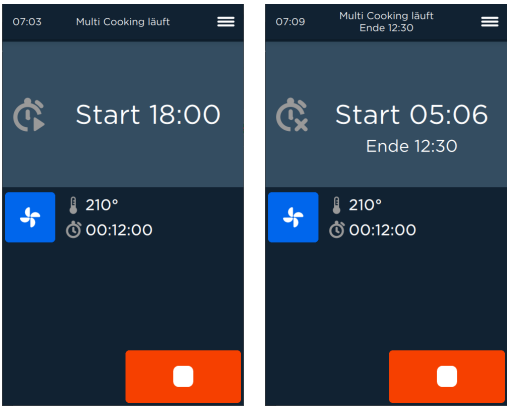 07:03 Multi Cooking läuft
Start 18:00
210°
00:12:00
07:09 Multi Cooking läuft
Ende 12:30
Start 05:06
Ende 12:30
210°
00:12:00